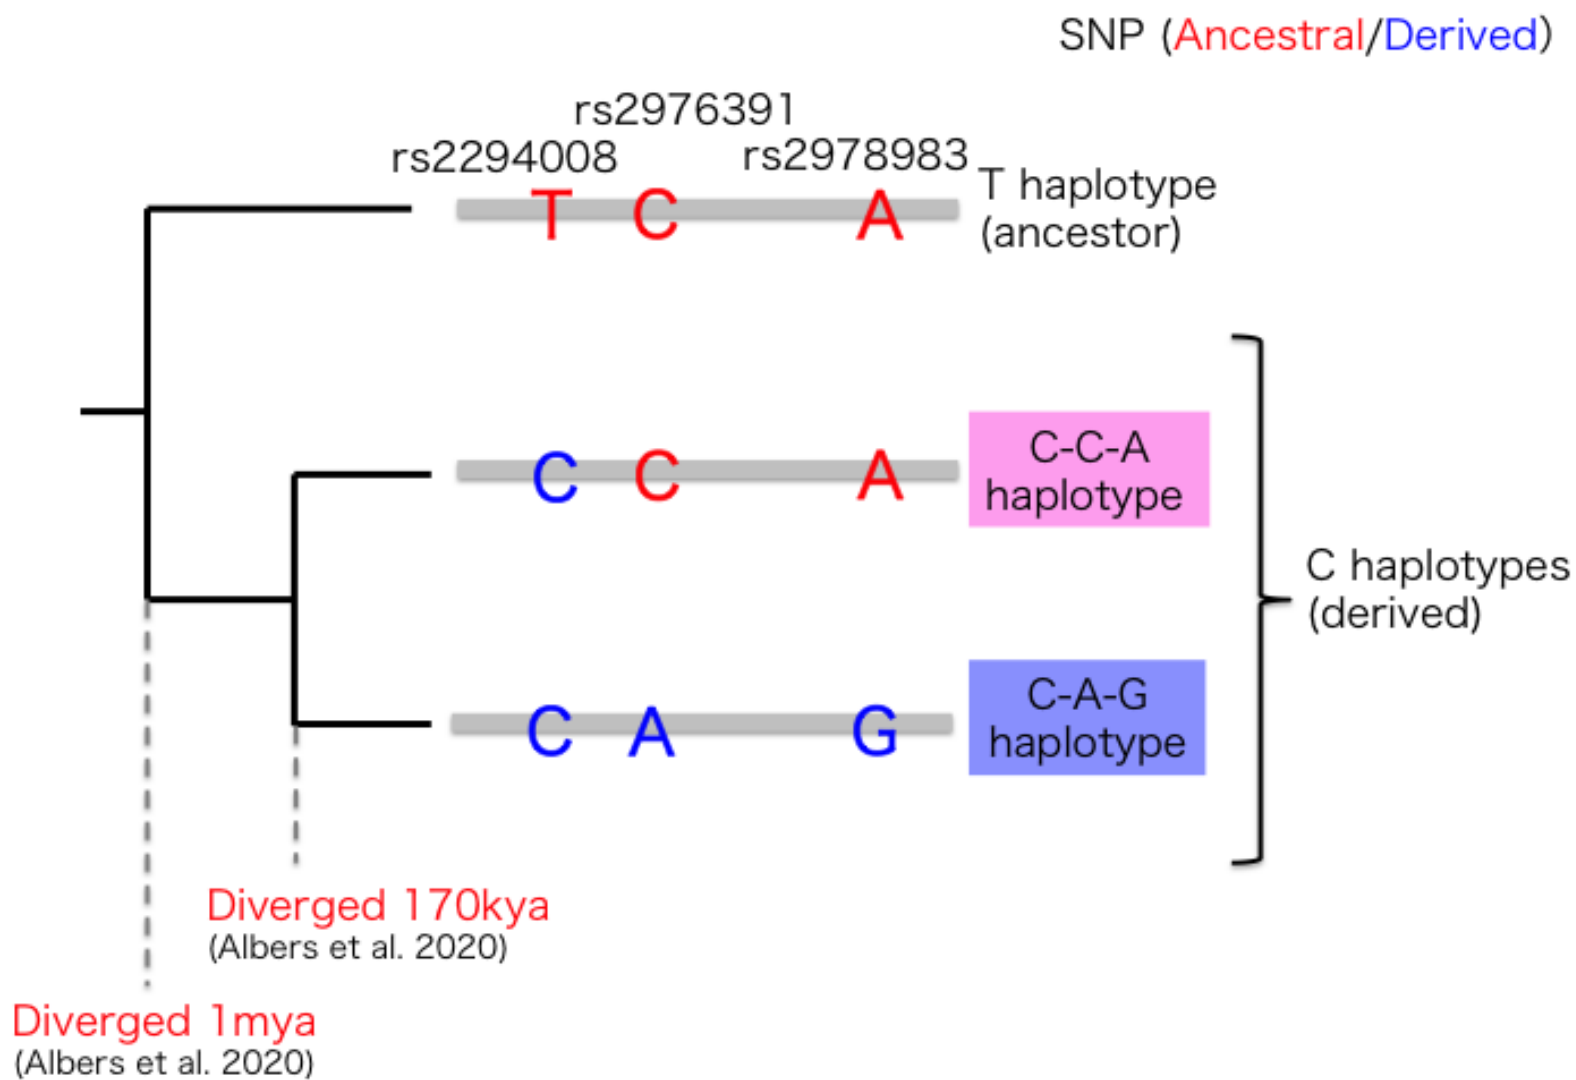 SNP (Ancestral/Derived)
rs2976391
rs2294008
rs2978983
T C A
T haplotype
(ancestor)
C C A
C-C-A
haplotype
C haplotypes
(derived)
C A G
C-A-G
haplotype
Diverged 170kya
(Albers et al. 2020)
Diverged 1mya
(Albers et al. 2020)